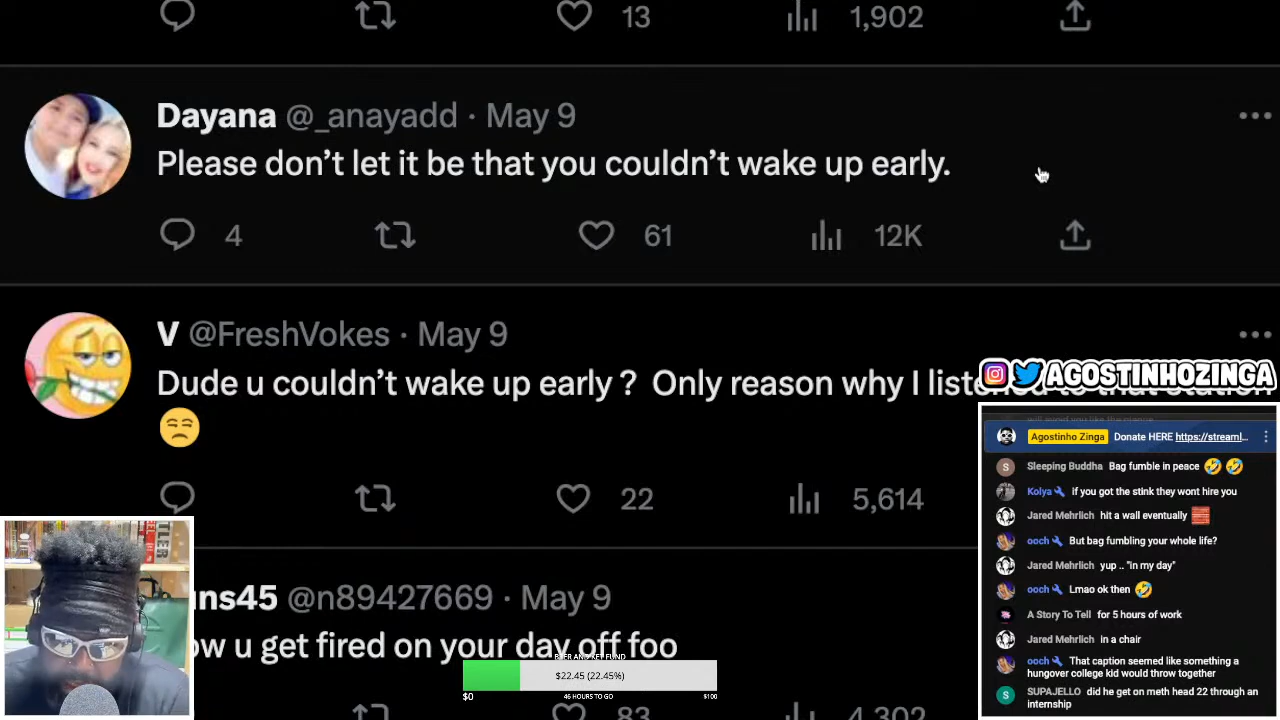 13
1,902
Dayana @_anayadd · May 9
Please don’t let it be that you couldn’t wake up early.
4
61
12K
V @FreshVokes · May 9
Dude u couldn’t wake up early ? Only reason why I listened to that station
😒
22
5,614
ns45 @n89427669 · May 9
ow u get fired on your day off foo
83
4,302
AGOSTINHOZINGA
Agostinho Zinga Donate HERE https://streaml...
Sleeping Buddha Bag fumble in peace 🤣 🤣
Kolya if you got the stink they wont hire you
Jared Mehrlich hit a wall eventually 🧱
ooch But bag fumbling your whole life?
Jared Mehrlich yup .. "in my day"
ooch Lmao ok then 🤣
A Story To Tell for 5 hours of work
Jared Mehrlich in a chair
ooch That caption seemed like something a
hungover college kid would throw together
SUPAJELLO did he get on meth head 22 through an
internship
$22.45 (22.45%)
$0
46 HOURS TO GO
$100